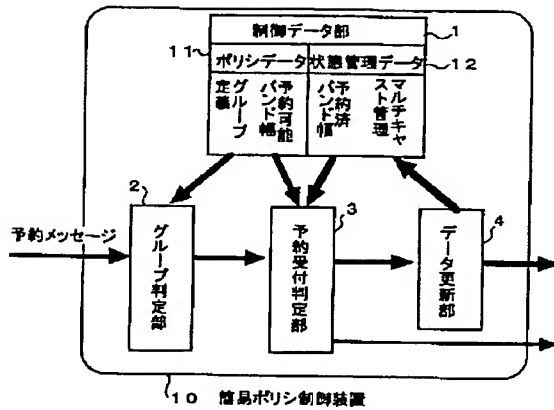 制御データ部
1
11
ポリシデータ
状態管理データ
12
グループ
定義
予約可能
バンド幅
予約済
バンド幅
マルチキャ
スト管理
2
3
4
予約メッセージ
グループ判定部
予約受付判定部
データ更新部
10
簡易ポリシ制御装置